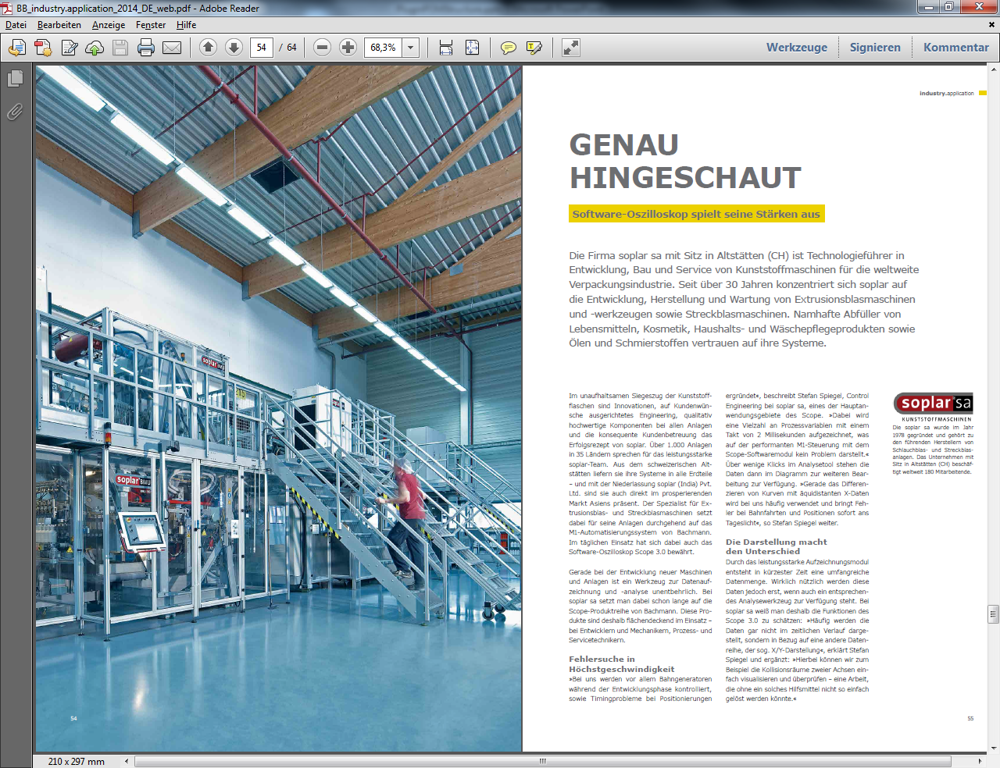 BB_industry.application_2014_DE_web.pdf - Adobe Reader
Datei Bearbeiten Anzeige Fenster Hilfe
54 / 64 68,3% Werkzeuge Signieren Kommentar
industry.application
GENAU
HINGESCHAUT
Software-Oszilloskop spielt seine Stärken aus
Die Firma soplar sa mit Sitz in Altstätten (CH) ist Technologieführer in
Entwicklung, Bau und Service von Kunststoffmaschinen für die weltweite
Verpackungsindustrie. Seit über 30 Jahren konzentriert sich soplar auf
die Entwicklung, Herstellung und Wartung von Extrusionsblasmaschinen
und -werkzeugen sowie Streckblasmaschinen. Namhafte Abfüller von
Lebensmitteln, Kosmetik, Haushalts- und Wäschepflegeprodukten sowie
Ölen und Schmierstoffen vertrauen auf ihre Systeme.
Im unaufhaltsamen Siegeszug der Kunststoff-
flaschen sind Innovationen, auf Kundenwün-
sche ausgerichtetes Engineering, qualitativ
hochwertige Komponenten bei allen Anlagen
und die konsequente Kundenbetreuung das
Erfolgsrezept von soplar. Über 1.000 Anlagen
in 35 Ländern sprechen für das leistungsstarke
soplar-Team. Aus dem schweizerischen Alt-
stätten liefern sie ihre Systeme in alle Erdteile
– und mit der Niederlassung soplar (India) Pvt.
Ltd. sind sie auch direkt im prosperierenden
Markt Asiens präsent. Der Spezialist für Ex-
trusionsblas- und Streckblasmaschinen setzt
dabei für seine Anlagen durchgehend auf das
M1-Automatisierungssystem von Bachmann.
Im täglichen Einsatz hat sich dabei auch das
Software-Oszilloskop Scope 3.0 bewährt.
Gerade bei der Entwicklung neuer Maschinen
und Anlagen ist ein Werkzeug zur Datenauf-
zeichnung und -analyse unentbehrlich. Bei
soplar sa setzt man dabei schon lange auf die
Scope-Produktreihe von Bachmann. Diese Pro-
dukte sind deshalb flächendeckend im Einsatz –
bei Entwicklern und Mechanikern, Prozess- und
Servicetechnikern.
Fehlersuche in
Höchstgeschwindigkeit
»Bei uns werden vor allem Bahngeneratoren
während der Entwicklungsphase kontrolliert,
sowie Timingprobleme bei Positionierungen
ergründet«, beschreibt Stefan Spiegel, Control
Engineering bei soplar sa, eines der Hauptan-
wendungsgebiete des Scope. »Dabei wird
eine Vielzahl an Prozessvariablen mit einem
Takt von 2 Millisekunden aufgezeichnet, was
auf der performanten M1-Steuerung mit dem
Scope-Softwaremodul kein Problem darstellt.«
Über wenige Klicks im Analysetool stehen die
Daten dann im Diagramm zur weiteren Bear-
beitung zur Verfügung. »Gerade das Differen-
zieren von Kurven mit äquidistanten X-Daten
wird bei uns häufig verwendet und bringt Feh-
ler bei Bahnfahrten und Positionen sofort ans
Tageslicht«, so Stefan Spiegel weiter.
Die Darstellung macht
den Unterschied
Durch das leistungsstarke Aufzeichnungsmodul
entsteht in kürzester Zeit eine umfangreiche
Datenmenge. Wirklich nützlich werden diese
Daten jedoch erst, wenn auch ein entsprechen-
des Analysewerkzeug zur Verfügung steht. Bei
soplar sa weiß man deshalb die Funktionen des
Scope 3.0 zu schätzen: »Häufig werden die
Daten gar nicht im zeitlichen Verlauf darge-
stellt, sondern in Bezug auf eine andere Daten-
reihe, der sog. X/Y-Darstellung«, erklärt Stefan
Spiegel und ergänzt: »Hierbei können wir zum
Beispiel die Kollisionsräume zweier Achsen ein-
fach visualisieren und überprüfen – eine Arbeit,
die ohne ein solches Hilfsmittel nicht so einfach
gelöst werden könnte.«
soplar sa
KUNSTSTOFFMASCHINEN
Die soplar sa wurde im Jahr
1978 gegründet und gehört zu
den führenden Herstellern von
Schlauchblas- und Streckblas-
anlagen. Das Unternehmen mit
Sitz in Altstätten (CH) beschäf-
tigt weltweit 180 Mitarbeitende.
soplar
soplar BMU
54
55
210 x 297 mm